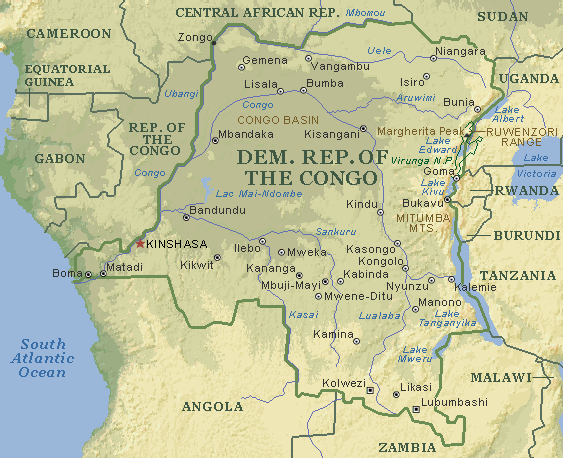 CENTRAL AFRICAN REP.
Mbomou
SUDAN
CAMEROON
Zongo
Uele
Niangara
Gemena
Vangambu
EQUATORIAL
GUINEA
Isiro
UGANDA
Lisala
Bumba
Ubangi
Congo
Aruwimi
Bunia
Lake
Albert
REP. OF
THE
CONGO
CONGO BASIN
Margherita Peak
RUWENZORI
RANGE
Mbandaka
Kisangani
GABON
DEM. REP. OF
THE CONGO
Lake
Edward
Virunga N.P.
Lake
Victoria
Congo
Goma
Lake
Kivu
RWANDA
Lac Mai-Ndombe
Bukavu
Bandundu
Kindu
MITUMBA
MTS.
BURUNDI
Sankuru
KINSHASA
Ilebo
Mweka
Kasongo
Kikwit
Kongolo
Kananga
Kabinda
TANZANIA
Boma
Matadi
Mbuji-Mayi
Nyunzu
Kalemie
Mwene-Ditu
Manono
Kasai
Lualaba
Lake
Tanganyika
South
Atlantic
Ocean
Kamina
Lake
Mweru
Kolwezi
Likasi
MALAWI
ANGOLA
Lubumbashi
ZAMBIA